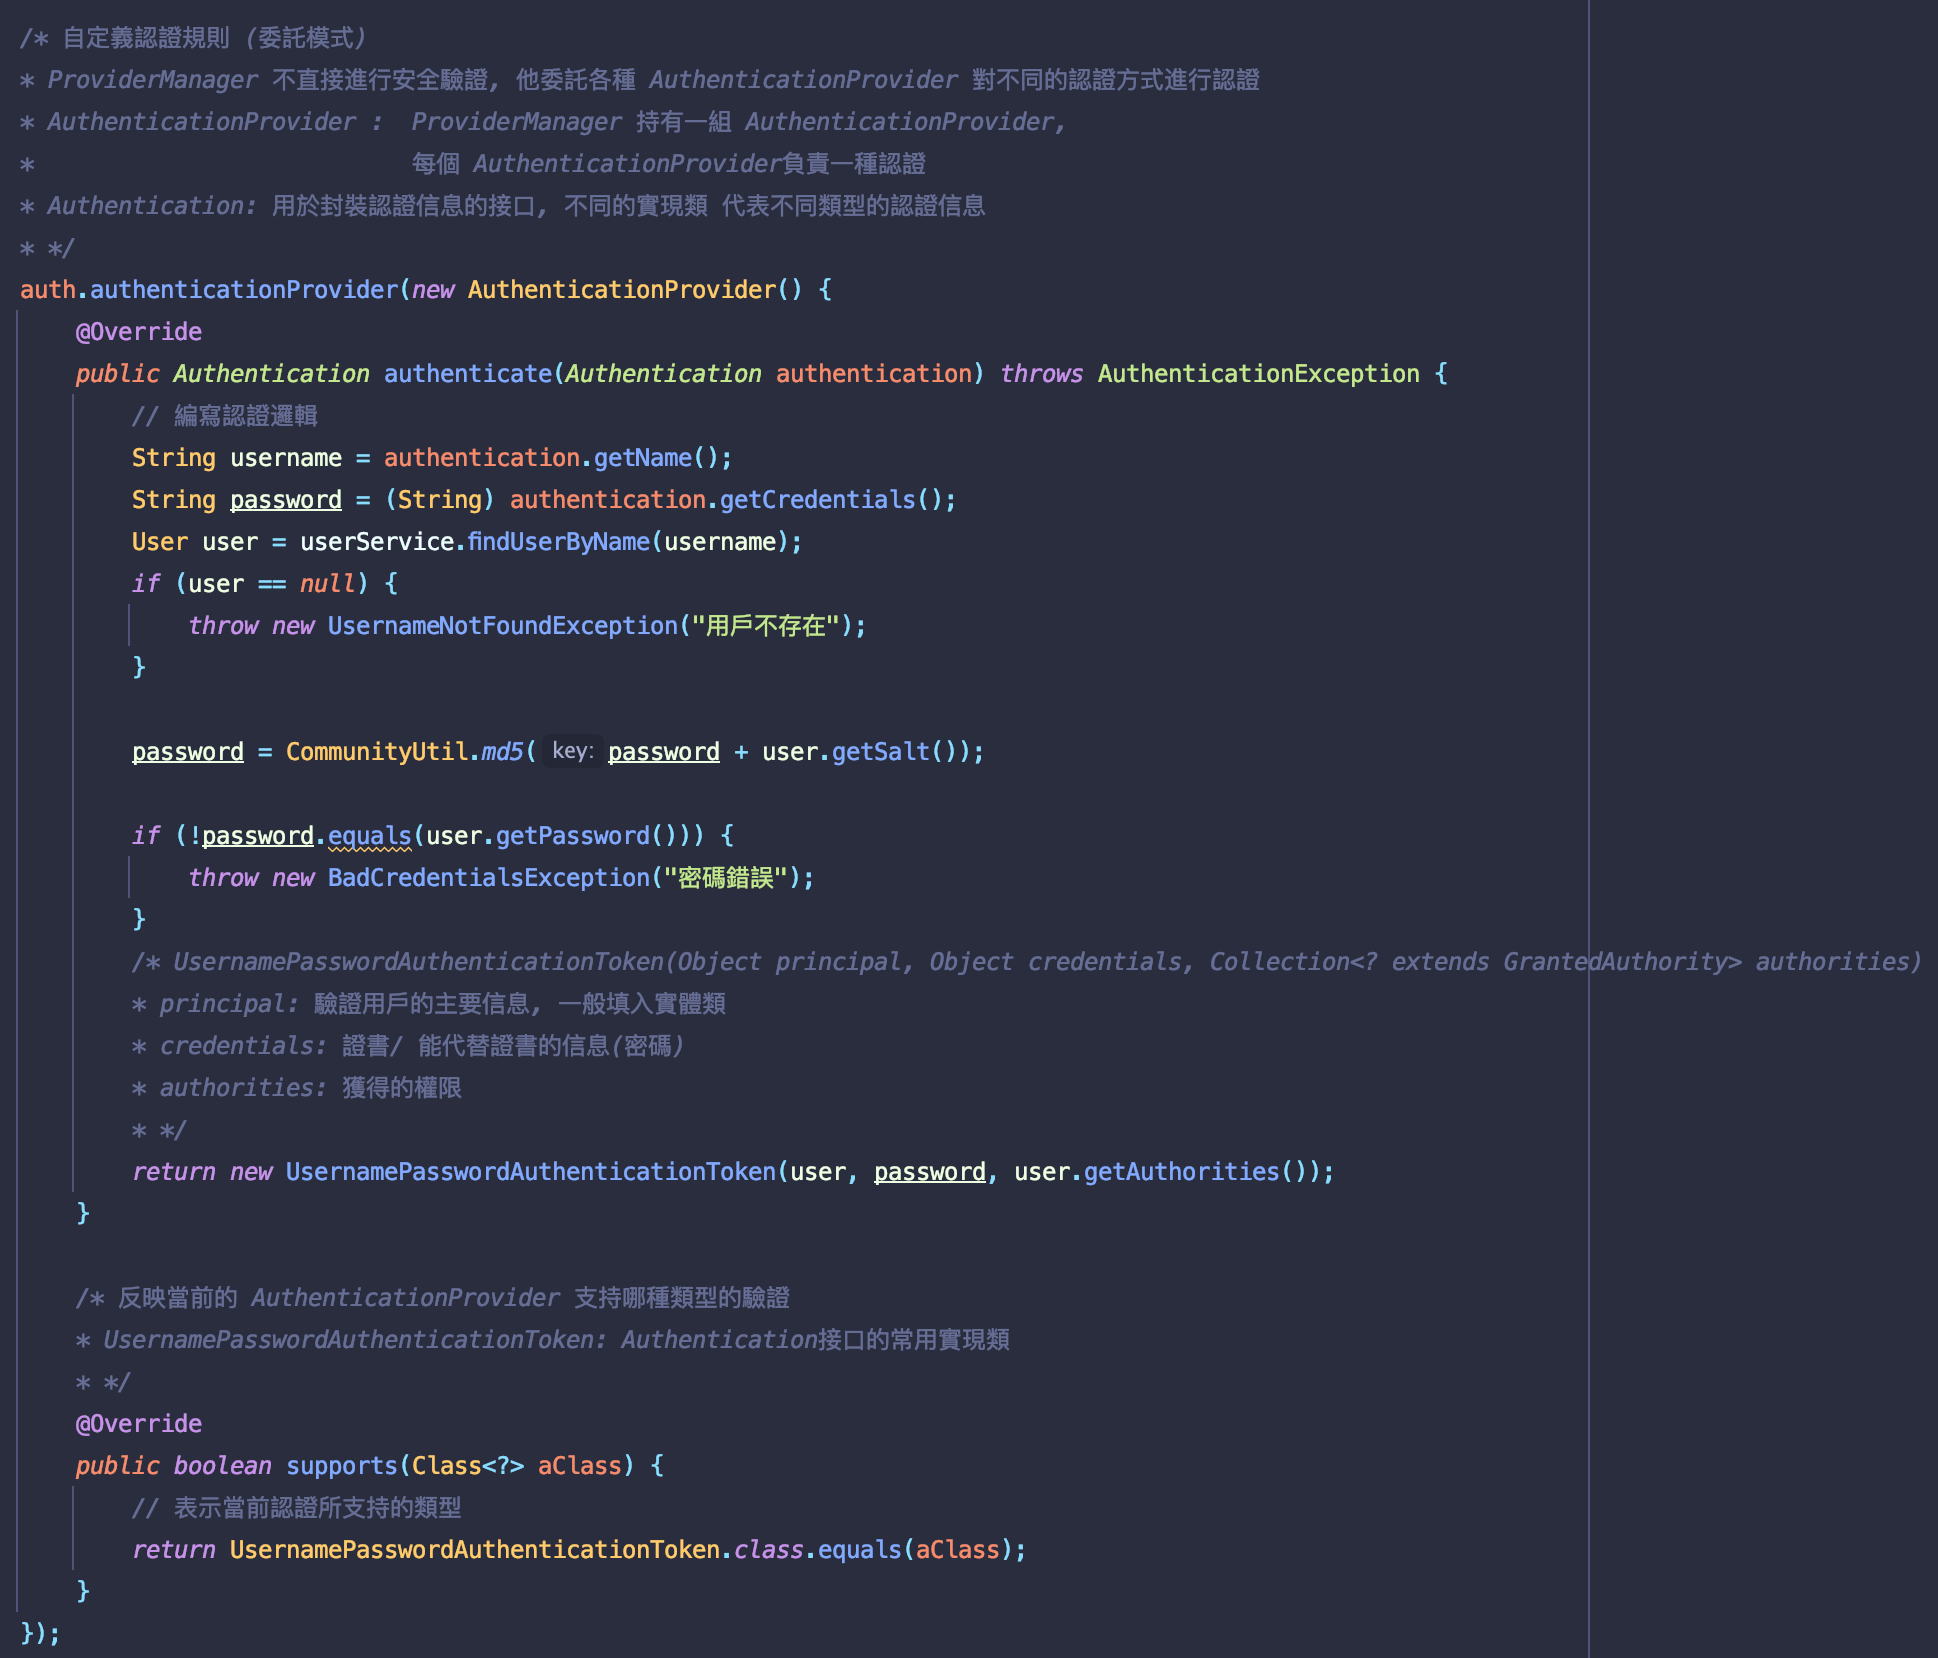 /* 自定義認證規則 (委託模式)
* ProviderManager 不直接進行安全驗證, 他委託各種 AuthenticationProvider 對不同的認證方式進行認證
* AuthenticationProvider :  ProviderManager 持有一組 AuthenticationProvider,
*                           每個 AuthenticationProvider負責一種認證
* Authentication: 用於封裝認證信息的接口, 不同的實現類 代表不同類型的認證信息
* */
auth.authenticationProvider(new AuthenticationProvider() {
    @Override
    public Authentication authenticate(Authentication authentication) throws AuthenticationException {
        // 編寫認證邏輯
        String username = authentication.getName();
        String password = (String) authentication.getCredentials();
        User user = userService.findUserByName(username);
        if (user == null) {
            throw new UsernameNotFoundException("用戶不存在");
        }

        password = CommunityUtil.md5( key: password + user.getSalt());

        if (!password.equals(user.getPassword())) {
            throw new BadCredentialsException("密碼錯誤");
        }
        /* UsernamePasswordAuthenticationToken(Object principal, Object credentials, Collection<? extends GrantedAuthority> authorities)
        * principal: 驗證用戶的主要信息, 一般填入實體類
        * credentials: 證書/ 能代替證書的信息(密碼)
        * authorities: 獲得的權限
        * */
        return new UsernamePasswordAuthenticationToken(user, password, user.getAuthorities());
    }

    /* 反映當前的 AuthenticationProvider 支持哪種類型的驗證
    * UsernamePasswordAuthenticationToken: Authentication接口的常用實現類
    * */
    @Override
    public boolean supports(Class<?> aClass) {
        // 表示當前認證所支持的類型
        return UsernamePasswordAuthenticationToken.class.equals(aClass);
    }
});